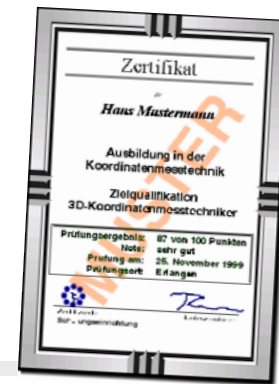 Zertifikat
für
Hans Mustermann
Ausbildung in der
Koordinatenmesstechnik
Zielqualifikation
3D-Koordinatenmesstechniker
Prüfungsergebnis: 87 von 100 Punkten
Note: sehr gut
Prüfung am: 25. November 1999
Prüfungsort: Erlangen
MUSTER